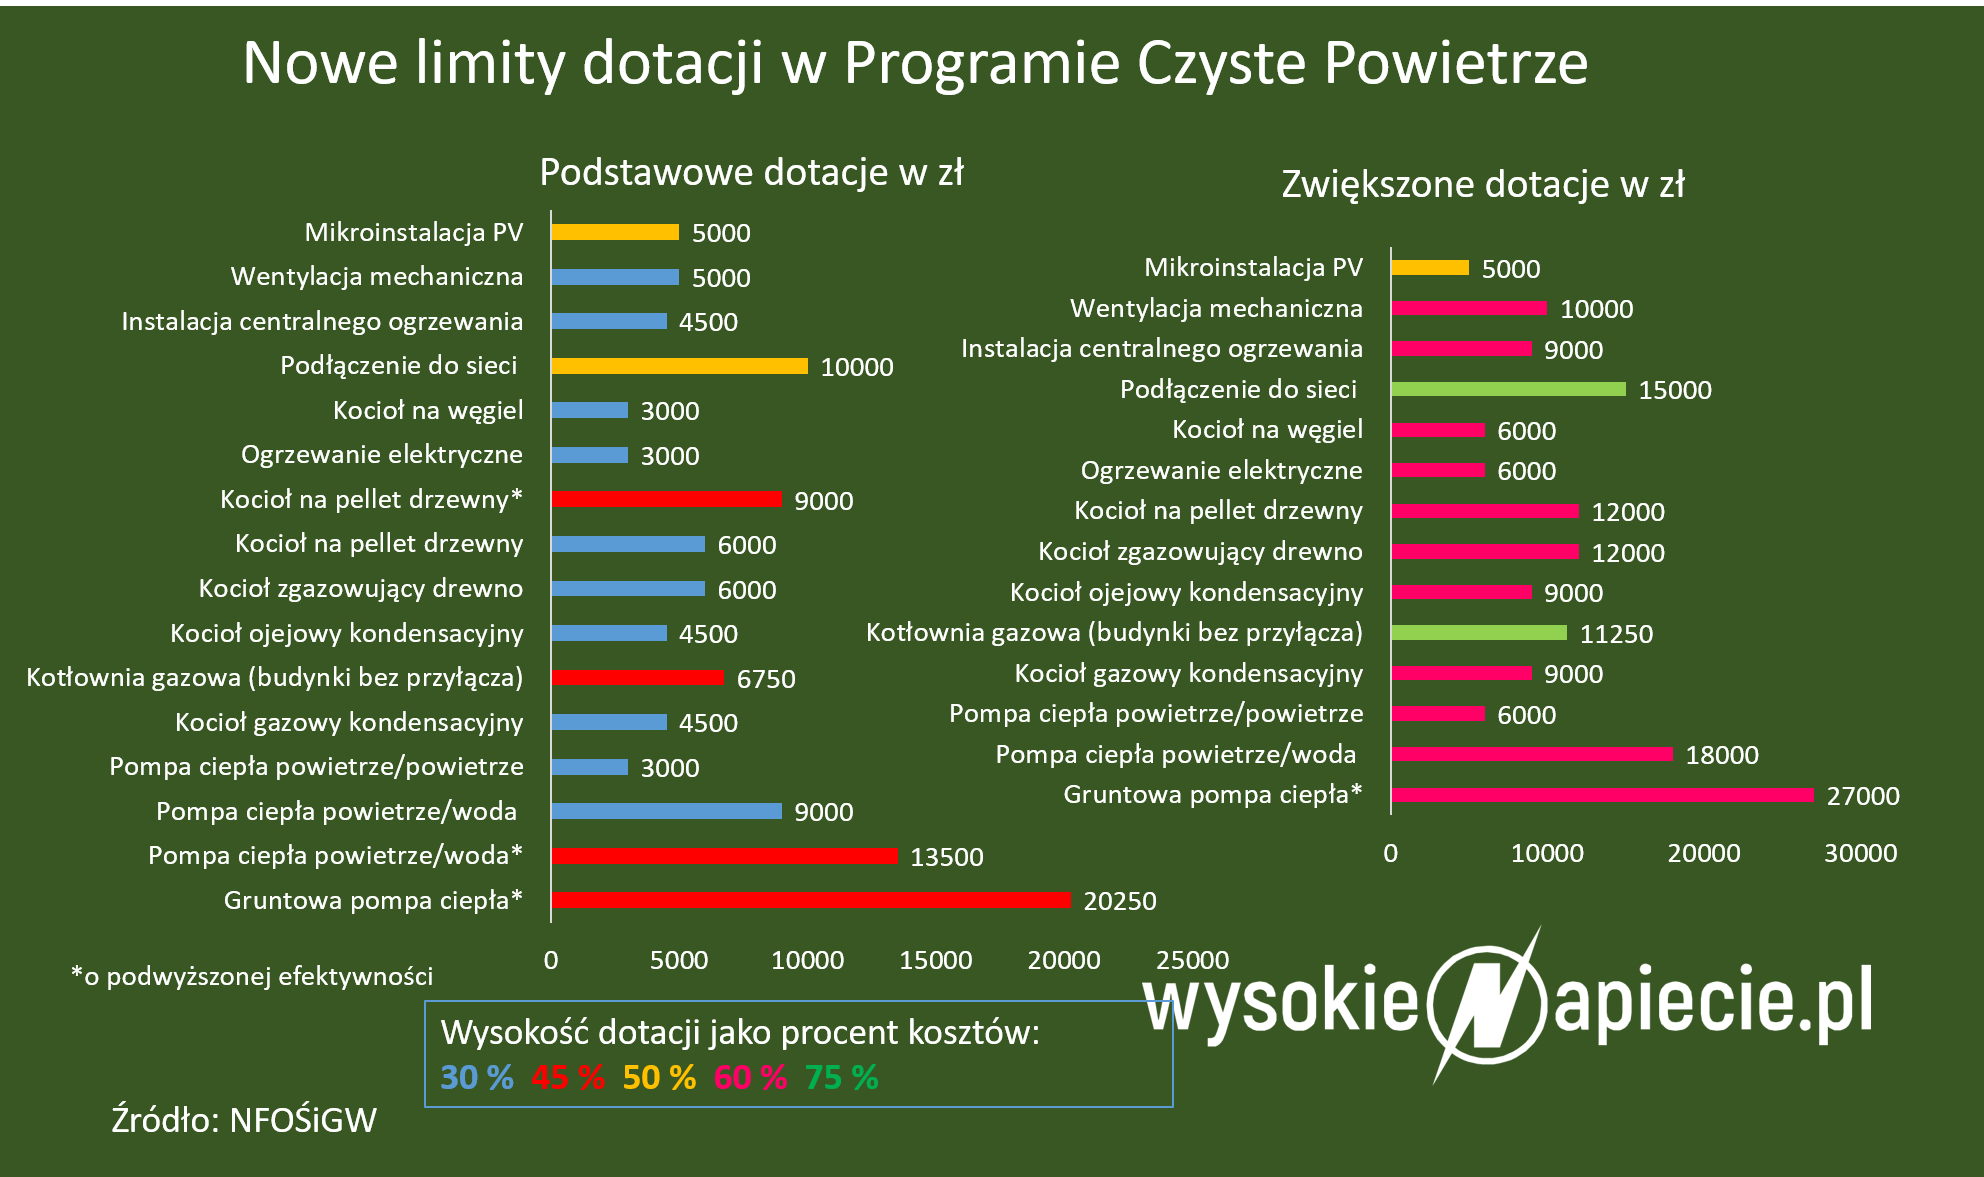 Nowe limity dotacji w Programie Czyste Powietrze
Podstawowe dotacje w zł
Mikroinstalacja PV 5000
Wentylacja mechaniczna 5000
Instalacja centralnego ogrzewania 4500
Podłączenie do sieci 10000
Kocioł na węgiel 3000
Ogrzewanie elektryczne 3000
Kocioł na pellet drzewny* 9000
Kocioł na pellet drzewny 6000
Kocioł zgazowujący drewno 6000
Kocioł ojejowy kondensacyjny 4500
Kotłownia gazowa (budynki bez przyłącza) 6750
Kocioł gazowy kondensacyjny 4500
Pompa ciepła powietrze/powietrze 3000
Pompa ciepła powietrze/woda 9000
Pompa ciepła powietrze/woda* 13500
Gruntowa pompa ciepła* 20250
0 5000 10000 15000 20000 25000
*o podwyższonej efektywności
Zwiększone dotacje w zł
Mikroinstalacja PV 5000
Wentylacja mechaniczna 10000
Instalacja centralnego ogrzewania 9000
Podłączenie do sieci 15000
Kocioł na węgiel 6000
Ogrzewanie elektryczne 6000
Kocioł na pellet drzewny 12000
Kocioł zgazowujący drewno 12000
Kocioł ojejowy kondensacyjny 9000
Kotłownia gazowa (budynki bez przyłącza) 11250
Kocioł gazowy kondensacyjny 9000
Pompa ciepła powietrze/powietrze 6000
Pompa ciepła powietrze/woda 18000
Gruntowa pompa ciepła* 27000
0 10000 20000 30000
wysokieNapiecie.pl
Wysokość dotacji jako procent kosztów:
30 % 45 % 50 % 60 % 75 %
Źródło: NFOŚiGW